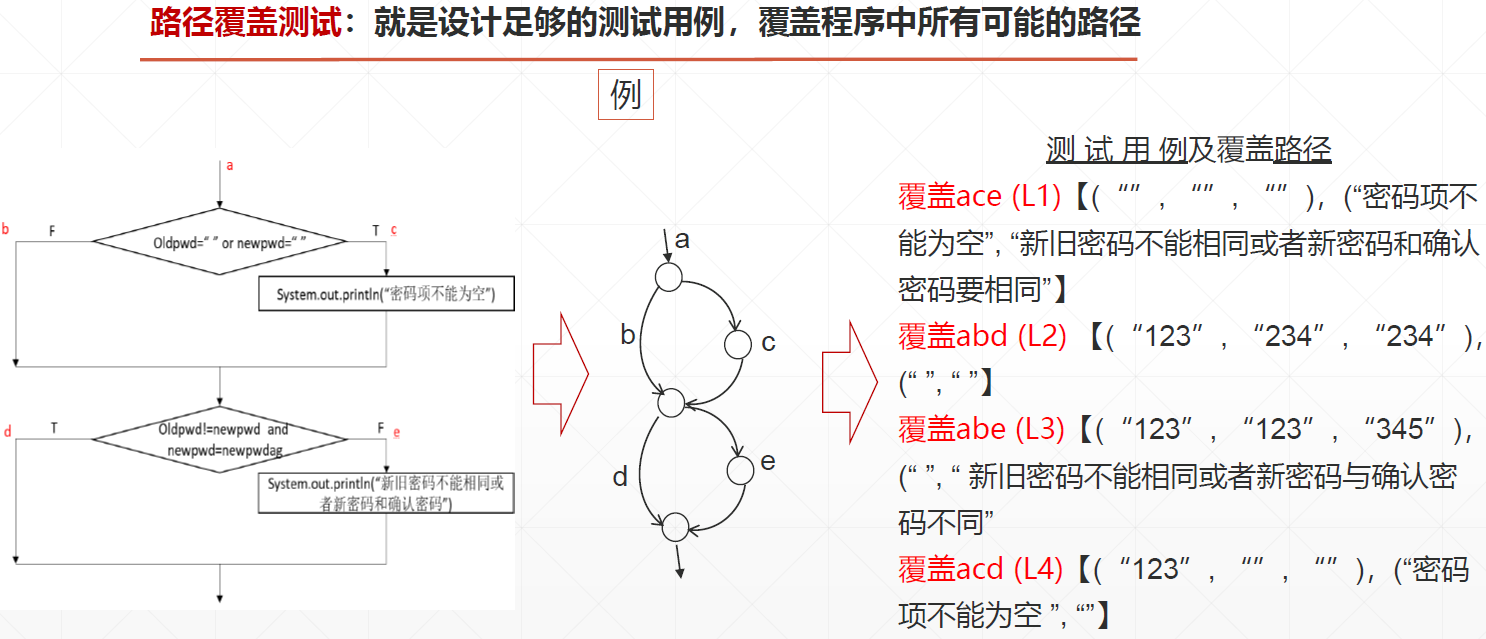 路径覆盖测试：就是设计足够的测试用例，覆盖程序中所有可能的路径
例
a
b
F
Oldpwd=“ ” or newpwd=“ ”
T
c
System.out.println(“密码项不能为空”)
d
T
Oldpwd!=newpwd and
newpwd=newpwdag
F
e
System.out.println(“新旧密码不能相同或
者新密码和确认密码”)
a
b
c
d
e
测 试 用 例及覆盖路径
覆盖ace (L1)【( “”，“”，“” ), (“密码项不
能为空”, “新旧密码不能相同或者新密码和确认
密码要相同”】
覆盖abd (L2) 【( “123”，“234”，“234” ),
(“ ”, “ ”】
覆盖abe (L3)【( “123”，“123”，“345” ),
(“ ”, “ 新旧密码不能相同或者新密码与确认密
码不同”
覆盖acd (L4)【( “123”，“”，“” ), (“密码
项不能为空 ”, “”】